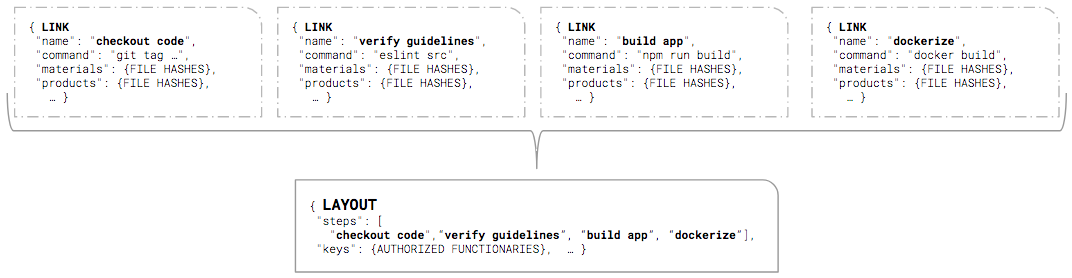 { LINK
"name": "checkout code",
"command": "git tag …",
"materials": {FILE HASHES},
"products": {FILE HASHES},
… }
{ LINK
"name": "verify guidelines",
"command": "eslint src",
"materials": {FILE HASHES},
"products": {FILE HASHES},
… }
{ LINK
"name": "build app",
"command": "npm run build",
"materials": {FILE HASHES},
"products": {FILE HASHES},
… }
{ LINK
"name": "dockerize",
"command": "docker build",
"materials": {FILE HASHES},
"products": {FILE HASHES},
… }
{ LAYOUT
"steps": [
"checkout code","verify guidelines", "build app", "dockerize"],
"keys": {AUTHORIZED FUNCTIONARIES}, … }